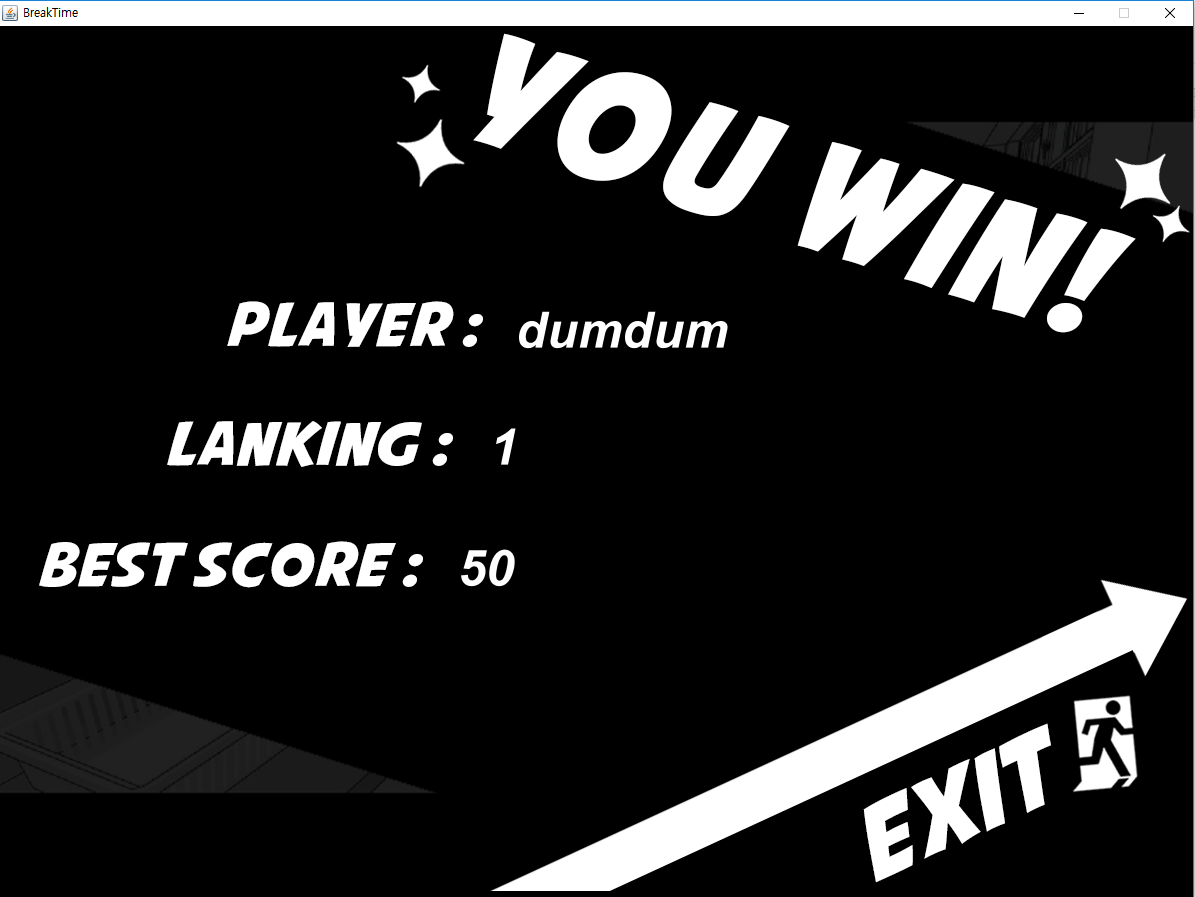 BreakTime
YOU WIN!
PLAYER : dumdum
LANKING : 1
BEST SCORE : 50
EXIT